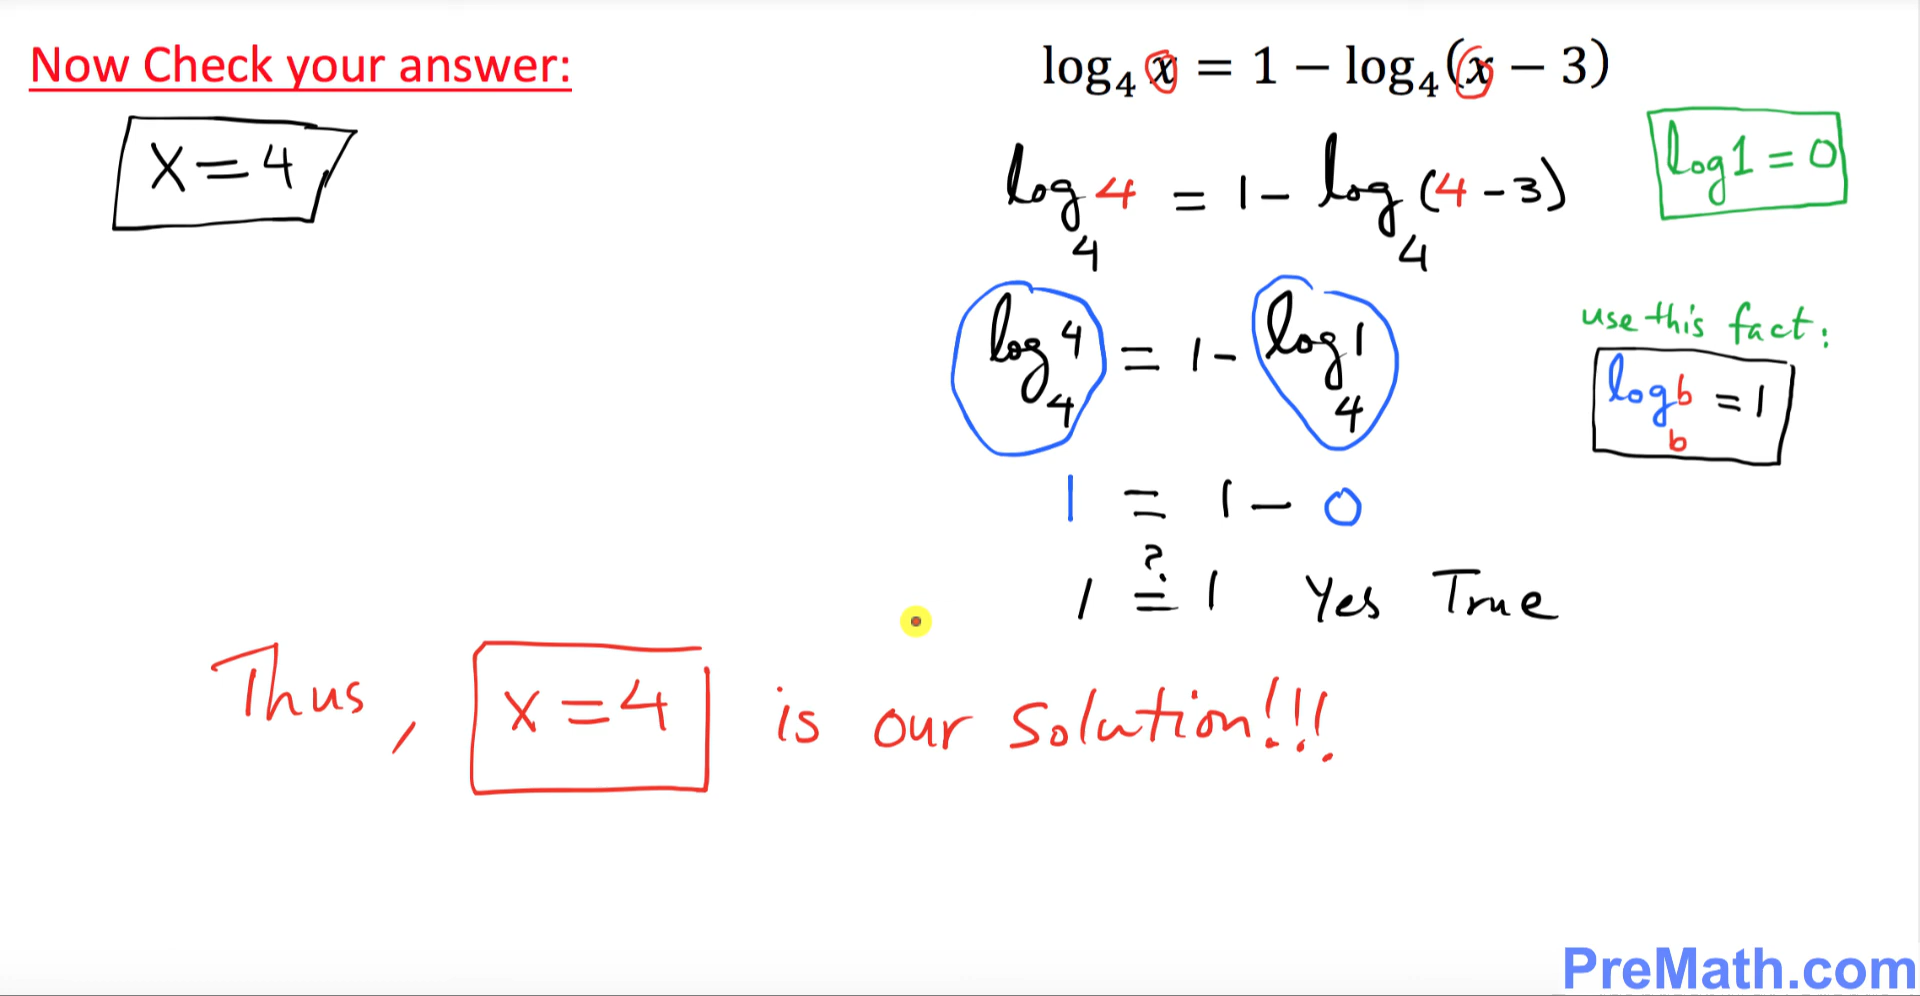 Now Check your answer:
x = 4
log₄ x = 1 − log₄(x − 3)
log₄ 4 = 1 - log₄ (4 - 3)
log 1 = 0
log₄ 4 = 1 - log₄ 1
use this fact:
log_b b = 1
1 = 1 - 0
1 ≟ 1 Yes True
Thus, x = 4 is our solution!!!
PreMath.com